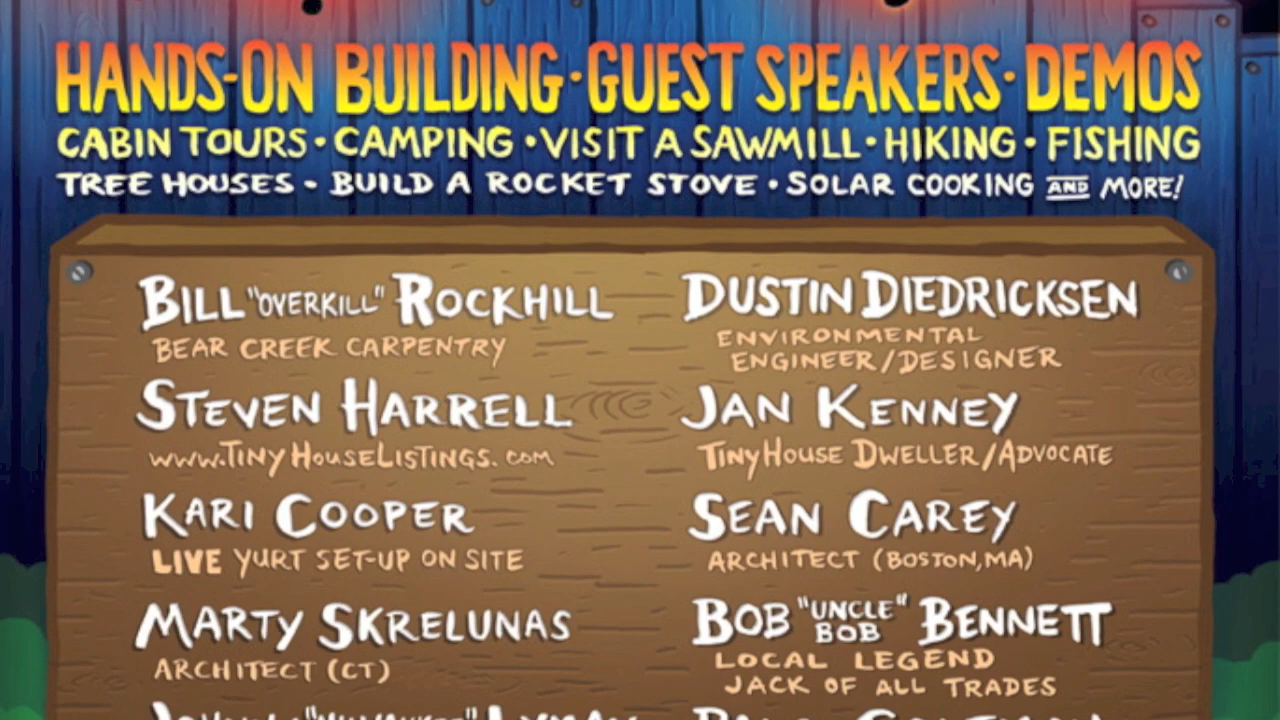 HANDS-ON BUILDING · GUEST SPEAKERS · DEMOS
CABIN TOURS • CAMPING • VISIT A SAWMILL • HIKING • FISHING
TREE HOUSES - BUILD A ROCKET STOVE • SOLAR COOKING AND MORE!
BILL "OVERKILL" ROCKHILL
BEAR CREEK CARPENTRY
STEVEN HARRELL
www.TINYHOUSELISTINGS.COM
KARI COOPER
LIVE YURT SET-UP ON SITE
MARTY SKRELUNAS
ARCHITECT (CT)
DUSTIN DIEDRICKSEN
ENVIRONMENTAL
ENGINEER/DESIGNER
JAN KENNEY
TINYHOUSE DWELLER/ADVOCATE
SEAN CAREY
ARCHITECT (BOSTON, MA)
BOB "UNCLE BOB" BENNETT
LOCAL LEGEND
JACK OF ALL TRADES